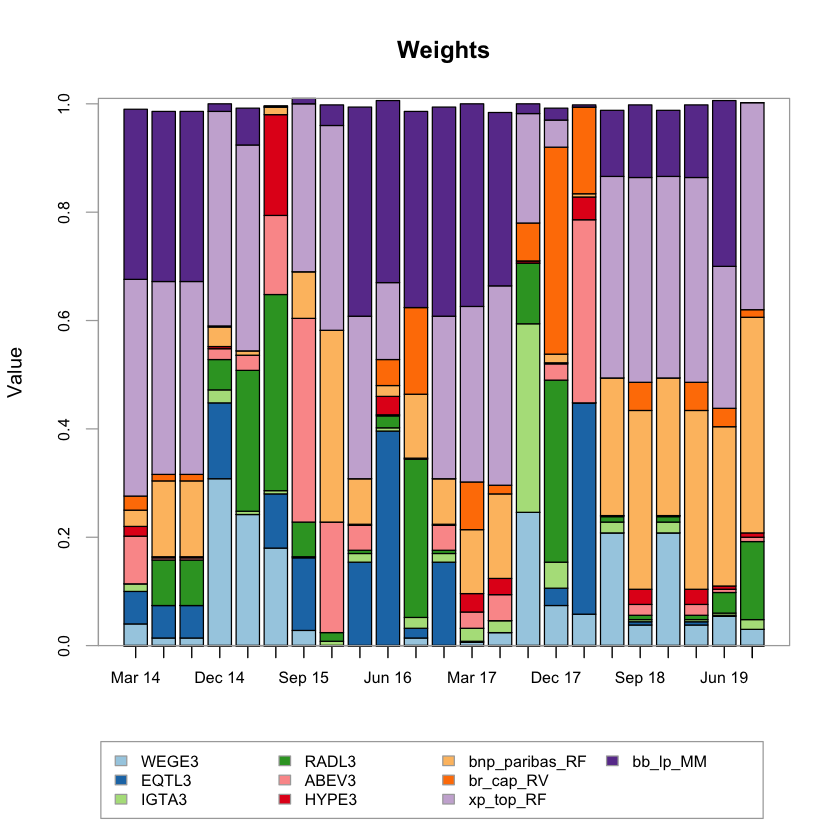 Weights
Value
1.0
0.8
0.6
0.4
0.2
0.0
Mar 14 Dec 14 Sep 15 Jun 16 Mar 17 Dec 17 Sep 18 Jun 19
WEGE3 RADL3 bnp_paribas_RF bb_lp_MM
EQTL3 ABEV3 br_cap_RV
IGTA3 HYPE3 xp_top_RF